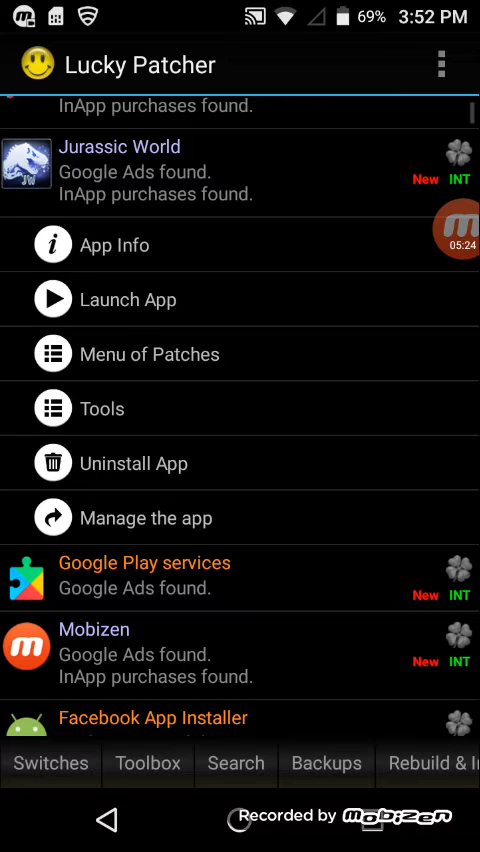 69% 3:52 PM
Lucky Patcher
InApp purchases found.
Jurassic World
Google Ads found.
InApp purchases found.
New INT
JW
App Info
05:24
Launch App
Menu of Patches
Tools
Uninstall App
Manage the app
Google Play services
Google Ads found.
New INT
Mobizen
Google Ads found.
InApp purchases found.
New INT
Facebook App Installer
Switches Toolbox Search Backups Rebuild & I
Recorded by Mobizen